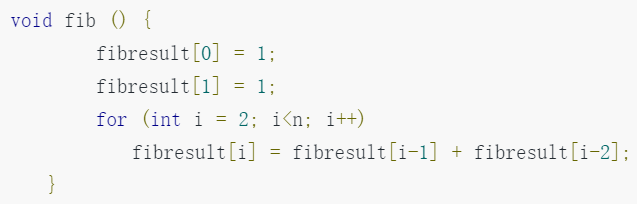 void fib () {
fibresult[0] = 1;
fibresult[1] = 1;
for (int i = 2; i<n; i++)
fibresult[i] = fibresult[i-1] + fibresult[i-2];
}